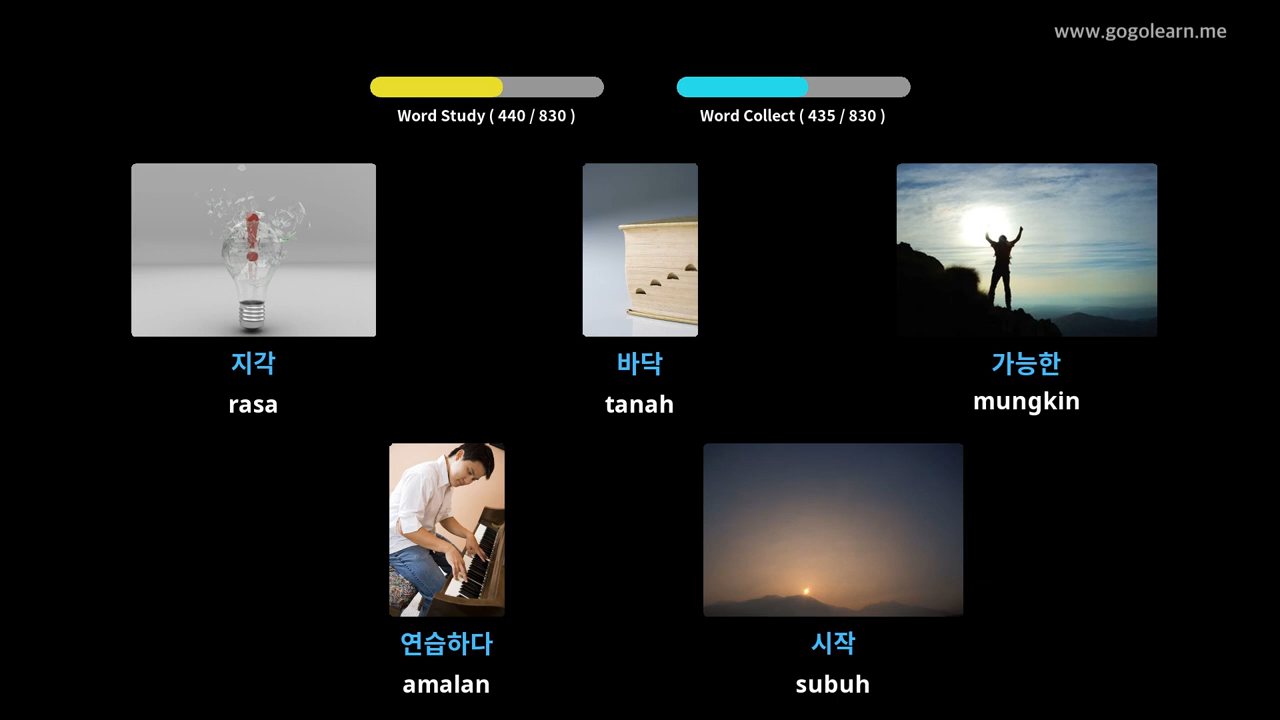 www.gogolearn.me
Word Study ( 440 / 830 )
Word Collect ( 435 / 830 )
지각
rasa
바닥
tanah
가능한
mungkin
연습하다
amalan
시작
subuh